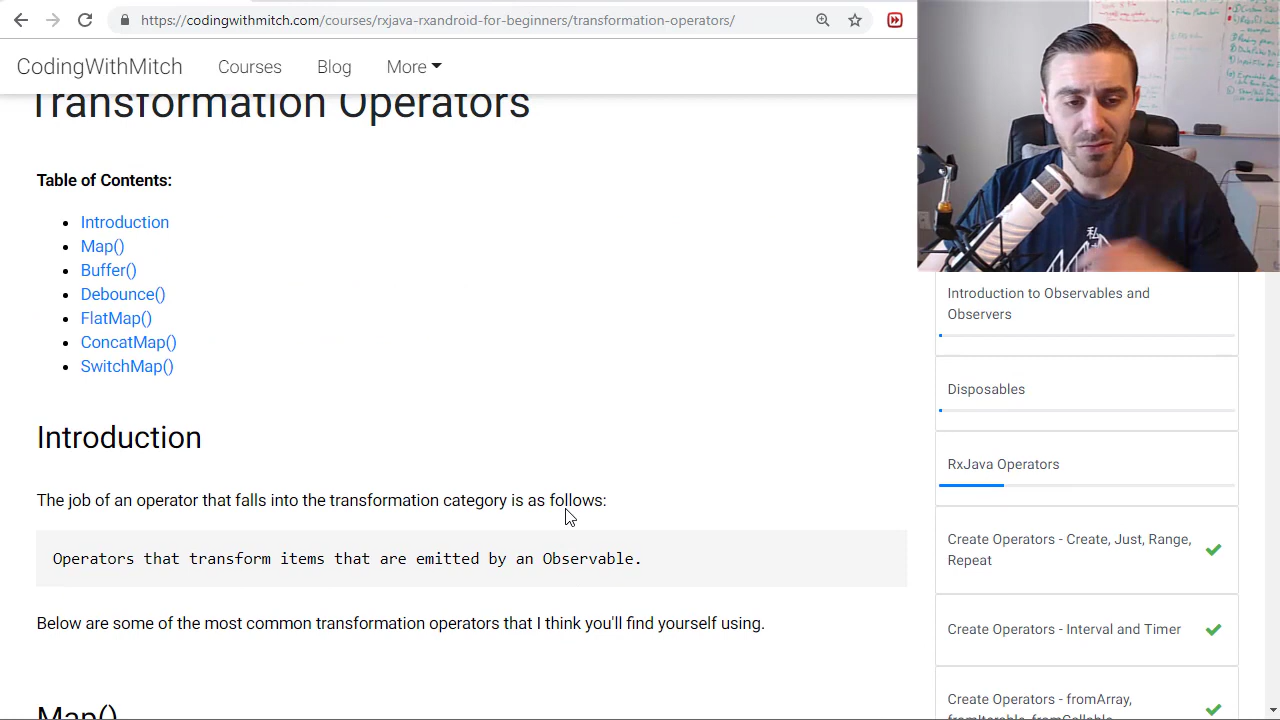 https://codingwithmitch.com/courses/rxjava-rxandroid-for-beginners/transformation-operators/
CodingWithMitch
Courses
Blog
More
Transformation Operators
Table of Contents:
Introduction
Map()
Buffer()
Debounce()
FlatMap()
ConcatMap()
SwitchMap()
Introduction
The job of an operator that falls into the transformation category is as follows:
Operators that transform items that are emitted by an Observable.
Below are some of the most common transformation operators that I think you'll find yourself using.
Map()
私
Introduction to Observables and
Observers
Disposables
RxJava Operators
Create Operators - Create, Just, Range,
Repeat
Create Operators - Interval and Timer
Create Operators - fromArray,
fromIterable, fromCallable